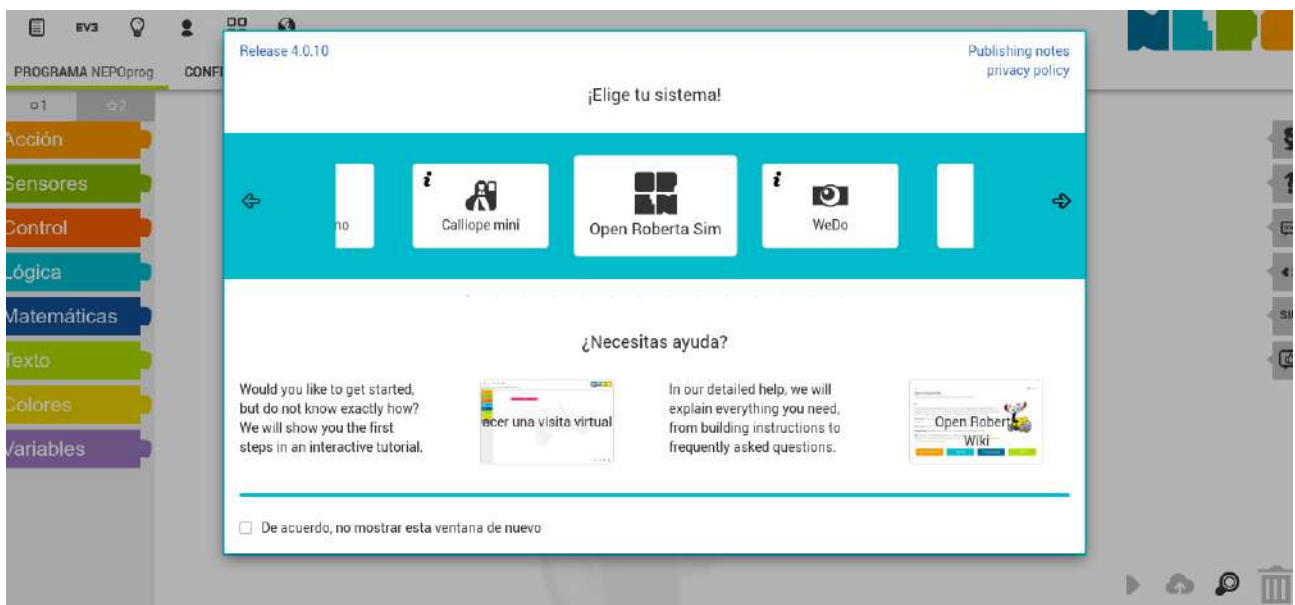 EV3
PROGRAMA NEPOprog
CONFI
1
2
Acción
Sensores
Control
Lógica
Matemáticas
Texto
Colores
Variables
Release 4.0.10
Publishing notes
privacy policy
¡Elige tu sistema!
no
i
Calliope mini
Open Roberta Sim
i
WeDo
¿Necesitas ayuda?
Would you like to get started,
but do not know exactly how?
We will show you the first
steps in an interactive tutorial.
acer una visita virtual
In our detailed help, we will
explain everything you need,
from building instructions to
frequently asked questions.
Open Robert
Wiki
De acuerdo, no mostrar esta ventana de nuevo